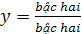 y = bậc hai / bậc hai